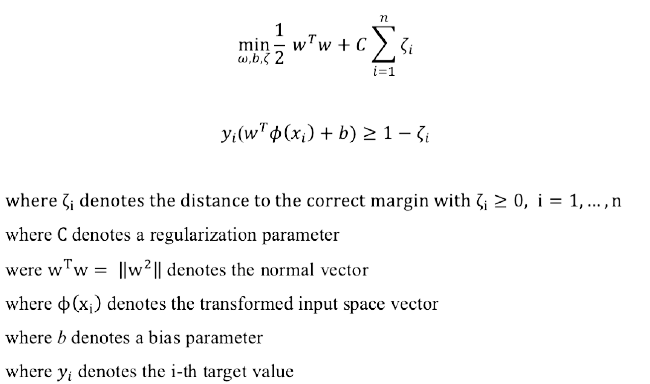 min_{ω,b,ζ} 1/2 w^T w + C ∑_{i=1}^{n} ζ_i
y_i(w^T ϕ(x_i) + b) ≥ 1 − ζ_i
where ζ_i denotes the distance to the correct margin with ζ_i ≥ 0, i = 1, ... , n
where C denotes a regularization parameter
were w^T w = ‖w²‖ denotes the normal vector
where ϕ(x_i) denotes the transformed input space vector
where b denotes a bias parameter
where y_i denotes the i-th target value